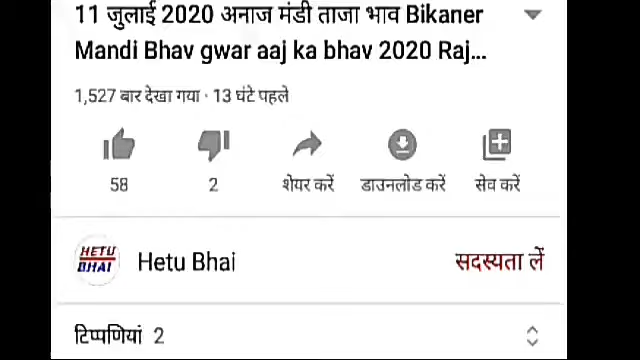 11 जुलाई 2020 अनाज मंडी ताजा भाव Bikaner
Mandi Bhav gwar aaj ka bhav 2020 Raj...
1,527 बार देखा गया · 13 घंटे पहले
58
2
शेयर करें
डाउनलोड करें
सेव करें
HETU
BHAI
Hetu Bhai
सदस्यता लें
टिप्पणियां 2